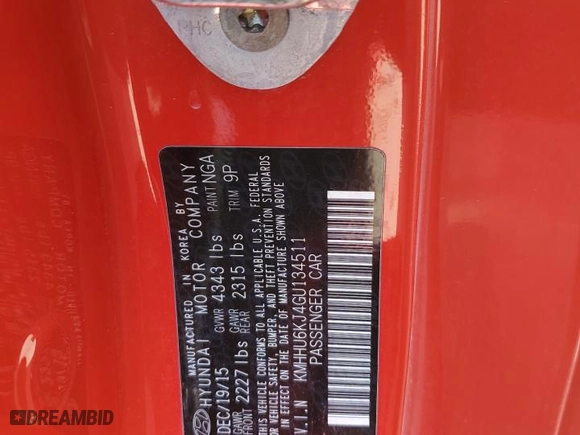 PHC
MANUFACTURED IN KOREA BY
HYUNDAI MOTOR COMPANY
DEC/19/15 GVWR 4343 lbs PAINT NGA
GAWR FRONT 2227 lbs GAWR REAR 2315 lbs TRIM 9P
THIS VEHICLE CONFORMS TO ALL APPLICABLE U.S.A. FEDERAL
MOTOR VEHICLE SAFETY, BUMPER, AND THEFT PREVENTION STANDARDS
IN EFFECT ON THE DATE OF MANUFACTURE SHOWN ABOVE
V.I.N KMHHU6KJ4GU134511
PASSENGER CAR
DREAMBID